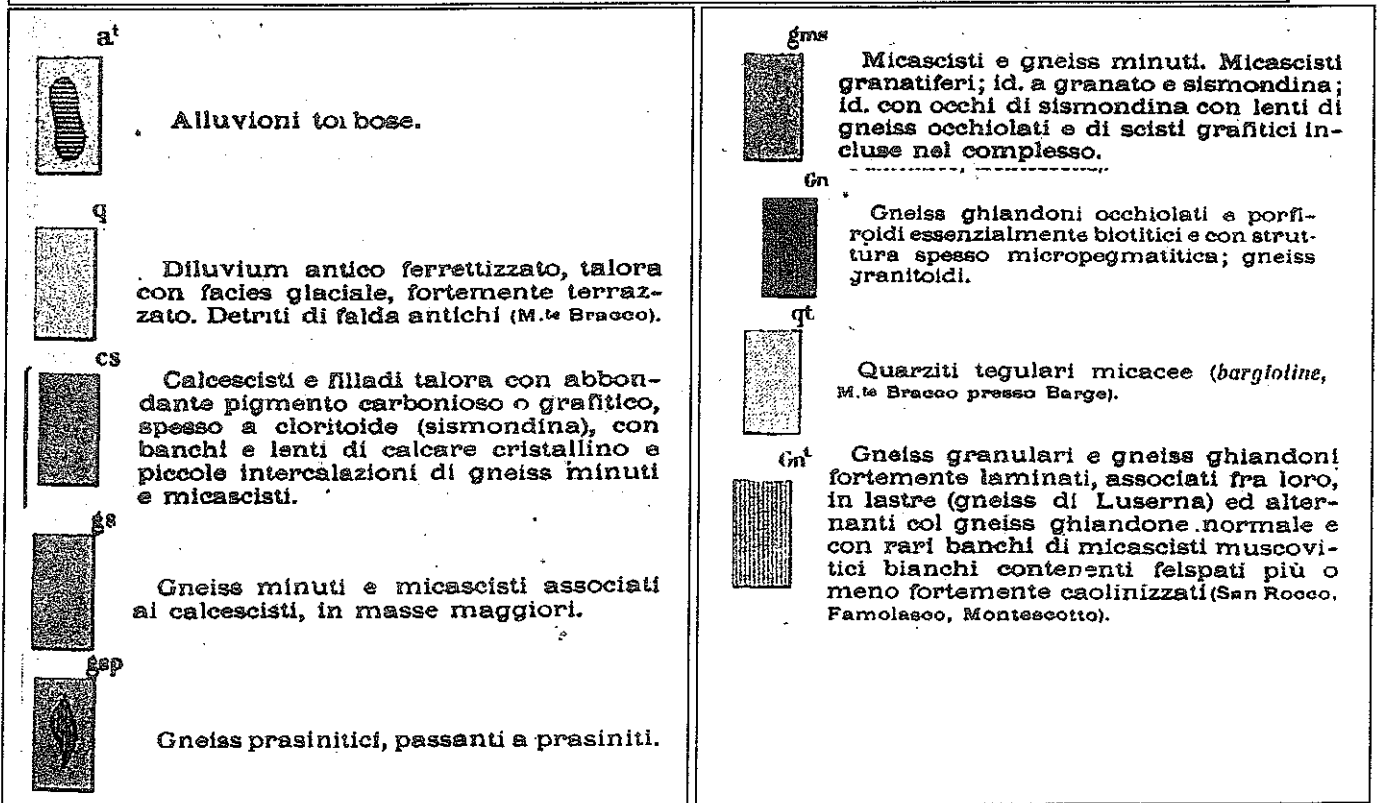 a^t
Alluvioni torbose.
q
Diluvium antico ferrettizzato, talora
con facies glaciale, fortemente terraz-
zato. Detriti di falda antichi (M.te Bracco).
cs
Calcescisti e filladi talora con abbon-
dante pigmento carbonioso o grafitico,
spesso a cloritoide (sismondina), con
banchi e lenti di calcare cristallino e
piccole intercalazioni di gneiss minuti
e micascisti.
gs
Gneiss minuti e micascisti associati
ai calcescisti, in masse maggiori.
gsp
Gneiss prasinitici, passanti a prasiniti.
gms
Micascisti e gneiss minuti. Micascisti
granatiferi; id. a granato e sismondina;
id. con occhi di sismondina con lenti di
gneiss occhiolati e di scisti grafitici in-
cluse nel complesso.
Gn
Gneiss ghiandoni occhiolati e porfi-
roidi essenzialmente biotitici e con strut-
tura spesso micropegmatitica; gneiss
granitoidi.
qt
Quarziti tegulari micacee (bargioline,
M.te Bracco presso Barge).
Gn^t
Gneiss granulari e gneiss ghiandoni
fortemente laminati, associati fra loro,
in lastre (gneiss di Luserna) ed alter-
nanti col gneiss ghiandone normale e
con rari banchi di micascisti muscovi-
tici bianchi contenenti felspati più o
meno fortemente caolinizzati (San Rocco,
Famolasco, Montescotto).